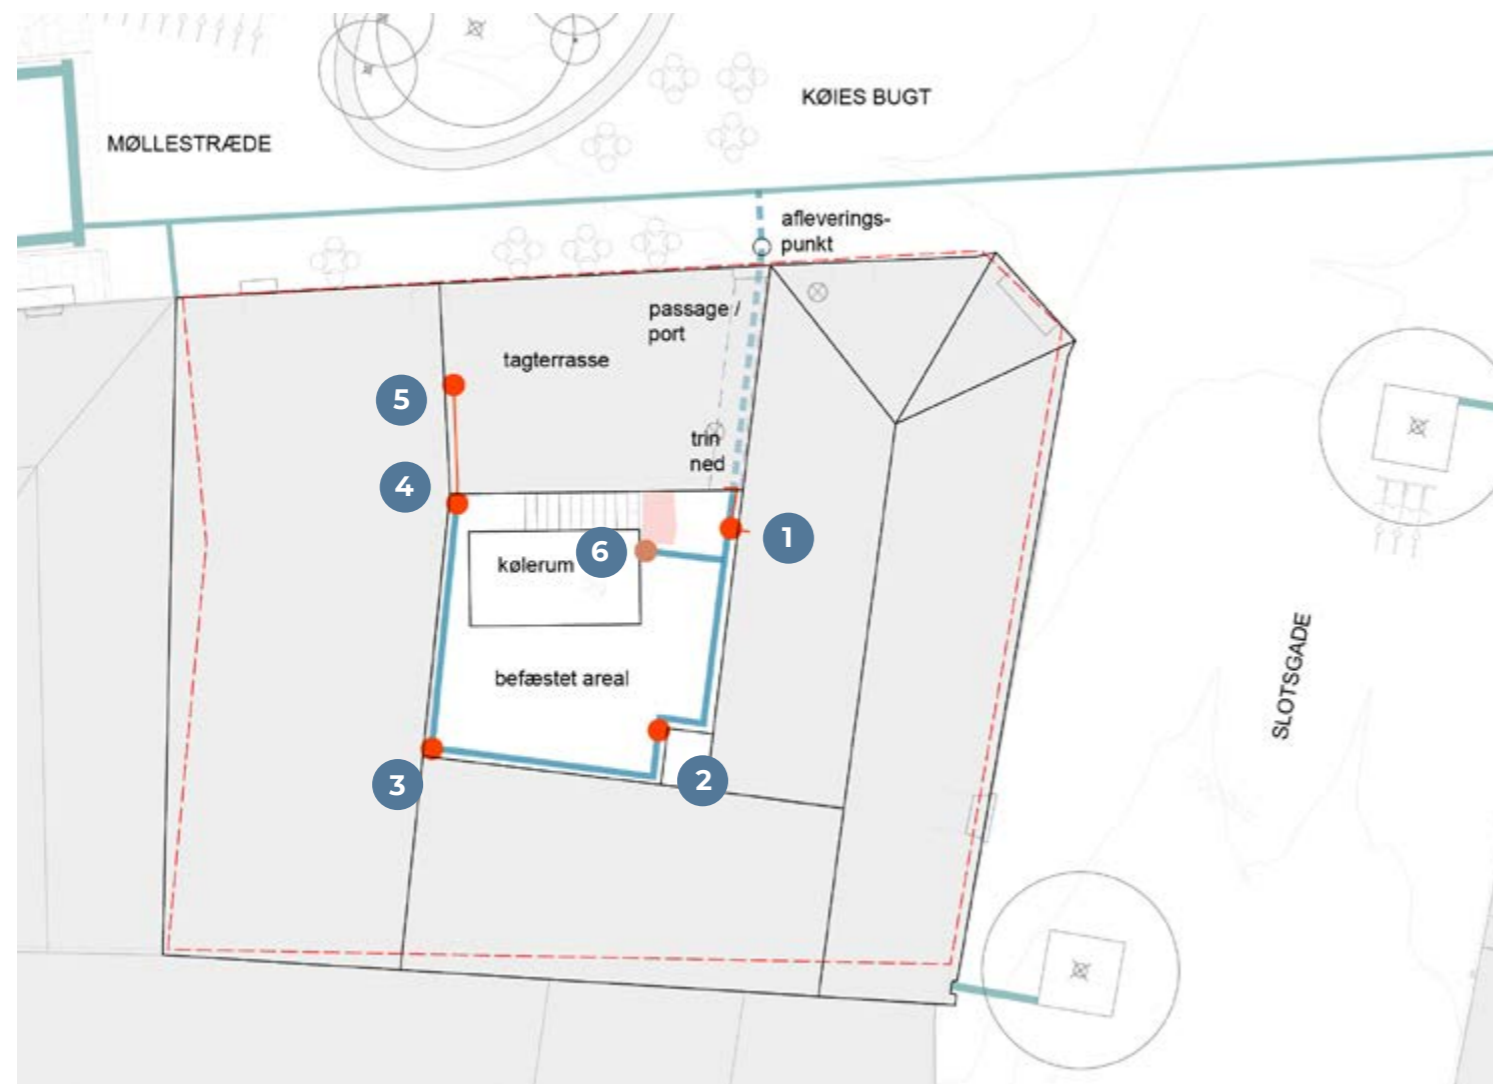 KØIES BUGT
MØLLESTRÆDE
afleverings-
punkt
passage /
port
tagterrasse
5
trin
ned
4
1
6
kølerum
SLOTSGADE
befæstet areal
2
3